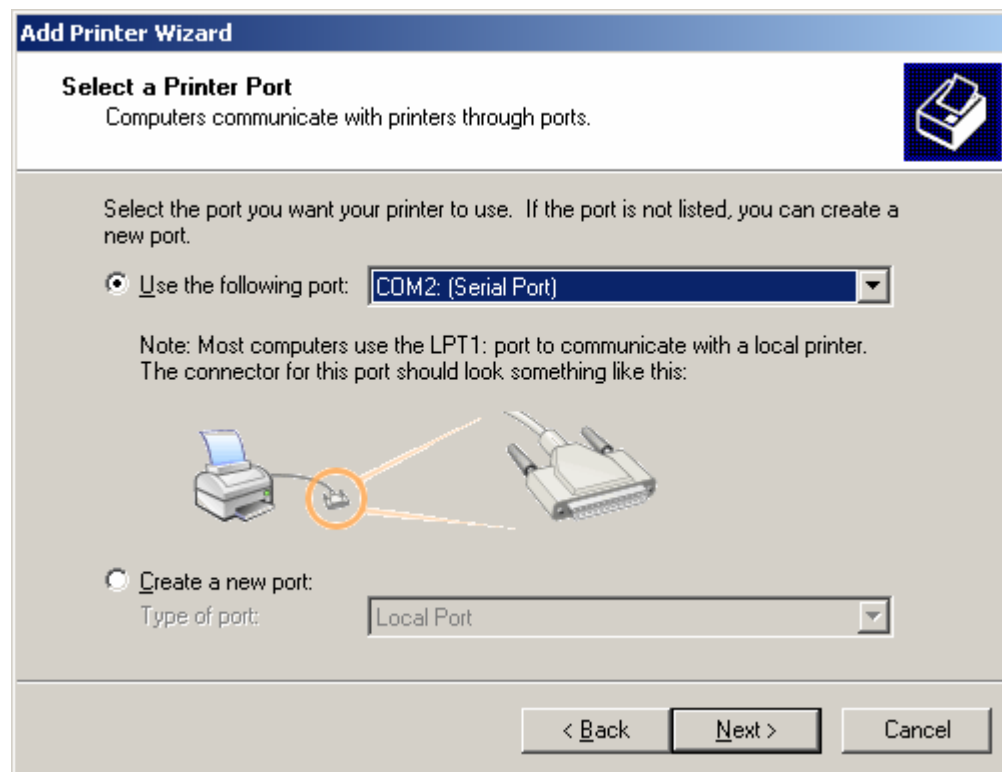 Add Printer Wizard
Select a Printer Port
Computers communicate with printers through ports.
Select the port you want your printer to use.  If the port is not listed, you can create a
new port.
Use the following port:
COM2: (Serial Port)
Note: Most computers use the LPT1: port to communicate with a local printer.
The connector for this port should look something like this:
Create a new port:
Type of port:
Local Port
< Back
Next >
Cancel